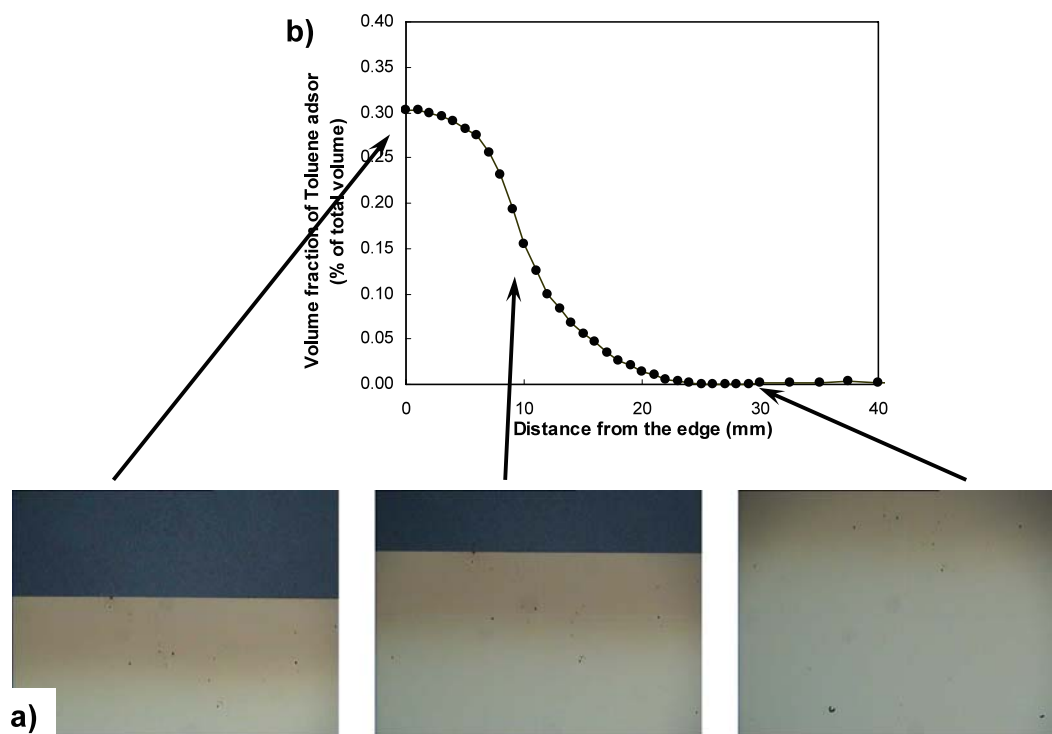 b)
Volume fraction of Toluene adsor
(% of total volume)
0.40
0.35
0.30
0.25
0.20
0.15
0.10
0.05
0.00
0 10 20 30 40
Distance from the edge (mm)
a)